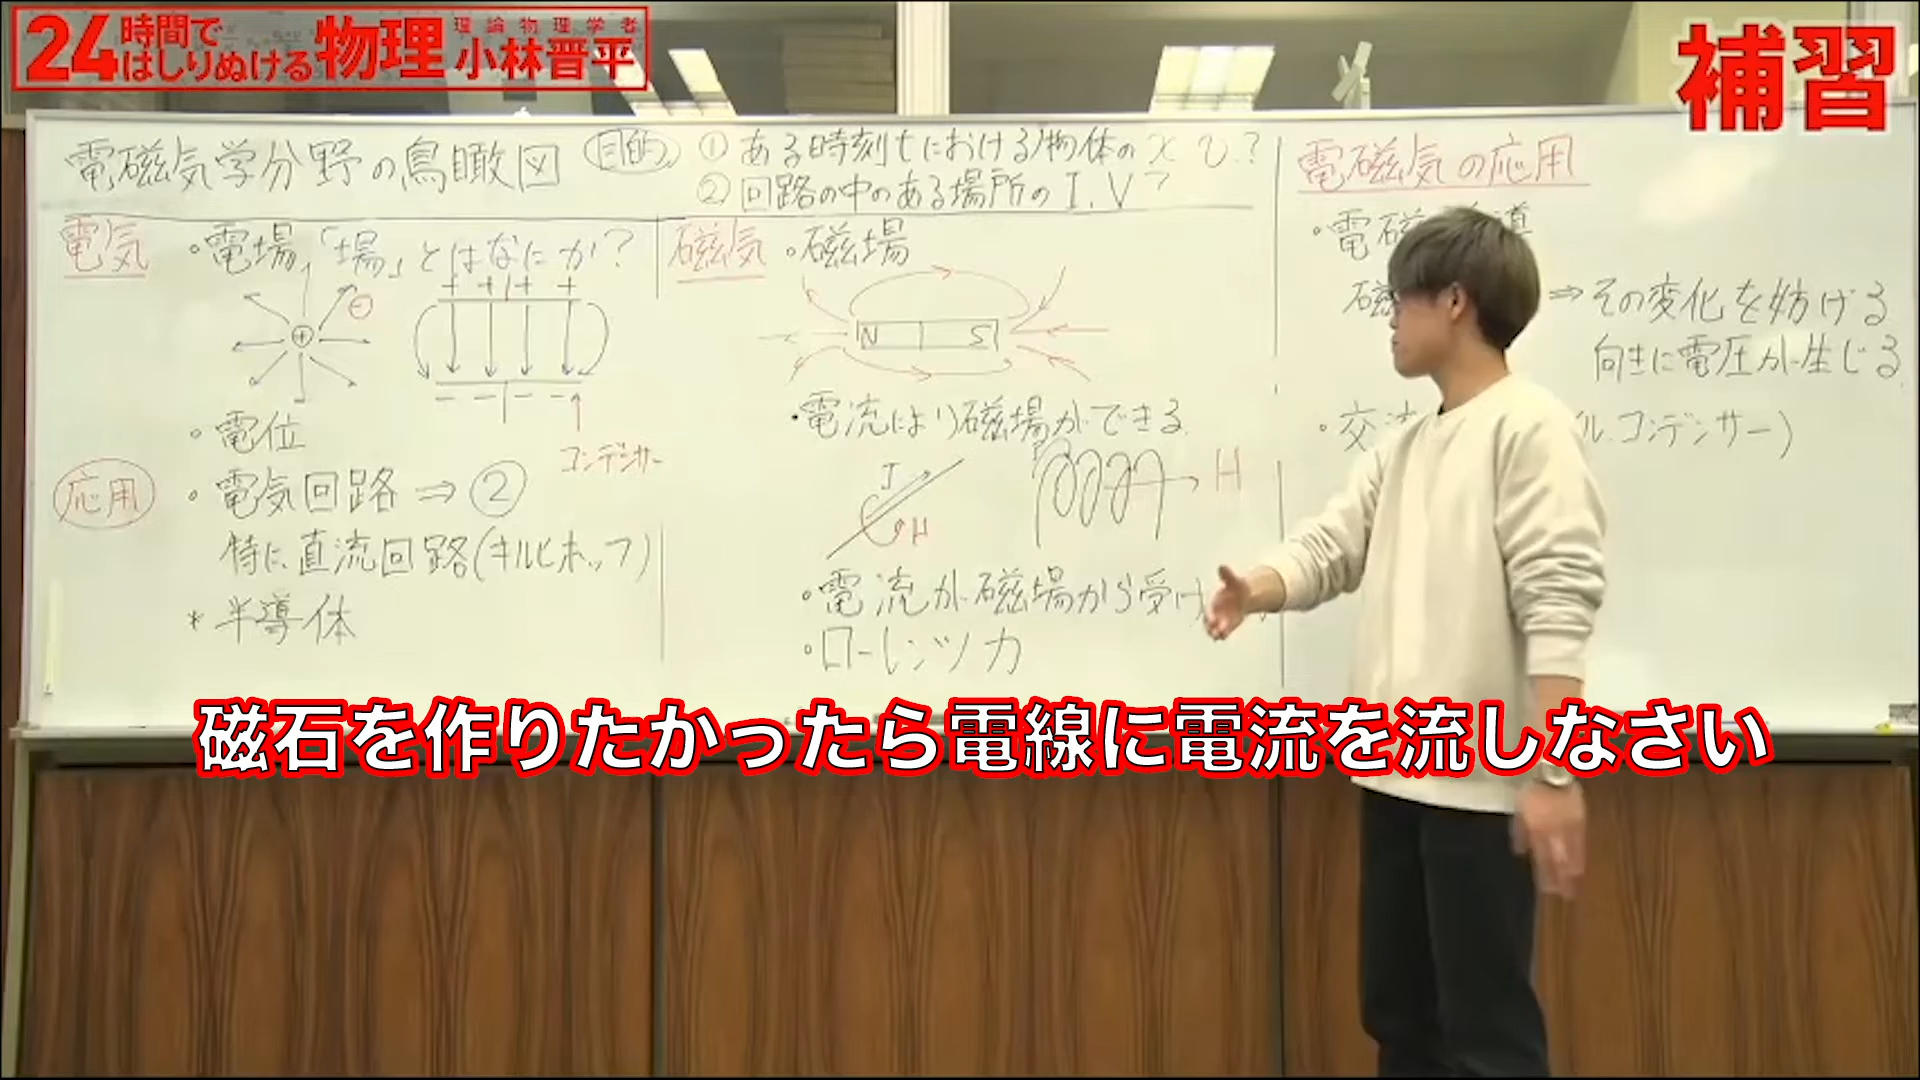 24時間で
はしりぬける物理
理論物理学者
小林晋平
補習
電磁気学分野の鳥瞰図
目的
① ある時刻tにおける物体の x v?
② 回路の中のある場所の I, V?
電気
・電場「場」とはなにか?
+ + + +
⊕ ⊖
- - - -
コンデンサー
・電位
応用
・電気回路 ⇒ ②
特に直流回路(キルヒホッフ)
* 半導体
磁気
・磁場
N S
・電流により磁場ができる
I
H
H
・電流が磁場から受け
・ローレンツ力
電磁気の応用
・電磁 導
磁 ⇒その変化を妨げる
向きに電圧が生じる
・交流 ル、コンデンサー)
磁石を作りたかったら電線に電流を流しなさい